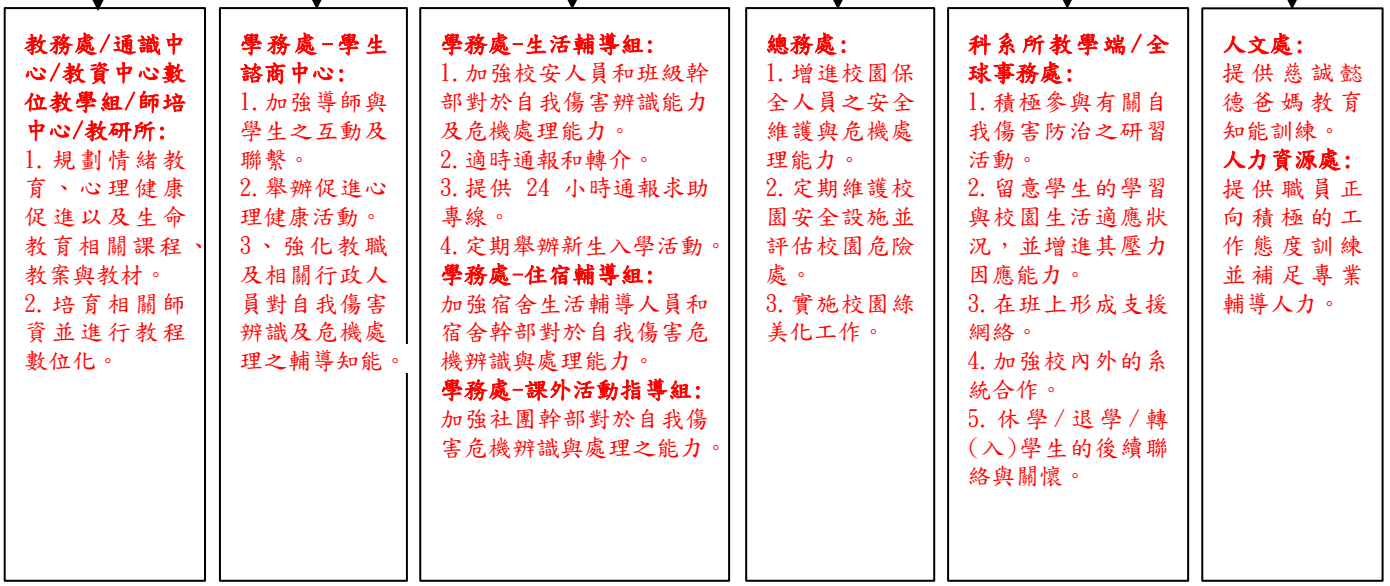 教務處/通識中
心/教資中心數
位教學組/師培
中心/教研所:
1. 規劃情緒教
育、心理健康
促進以及生命
教育相關課程、
教案與教材。
2. 培育相關師
資並進行教程
數位化。
學務處-學生
諮商中心:
1.加強導師與
學生之互動及
聯繫。
2.舉辦促進心
理健康活動。
3、強化教職
及相關行政人
員對自我傷害
辨識及危機處
理之輔導知能。
學務處-生活輔導組:
1.加強校安人員和班級幹
部對於自我傷害辨識能力
及危機處理能力。
2.適時通報和轉介。
3.提供 24 小時通報求助
專線。
4.定期舉辦新生入學活動。
學務處-住宿輔導組:
加強宿舍生活輔導人員和
宿舍幹部對於自我傷害危
機辨識與處理能力。
學務處-課外活動指導組:
加強社團幹部對於自我傷
害危機辨識與處理之能力。
總務處:
1.增進校園保
全人員之安全
維護與危機處
理能力。
2.定期維護校
園安全設施並
評估校園危險
處。
3.實施校園綠
美化工作。
科系所教學端/全
球事務處:
1.積極參與有關自
我傷害防治之研習
活動。
2.留意學生的學習
與校園生活適應狀
況，並增進其壓力
因應能力。
3.在班上形成支援
網絡。
4.加強校內外的系
統合作。
5.休學/退學/轉
(入)學生的後續聯
絡與關懷。
人文處:
提供慈誠懿
德爸媽教育
知能訓練。
人力資源處:
提供職員正
向積極的工
作態度訓練
並補足專業
輔導人力。